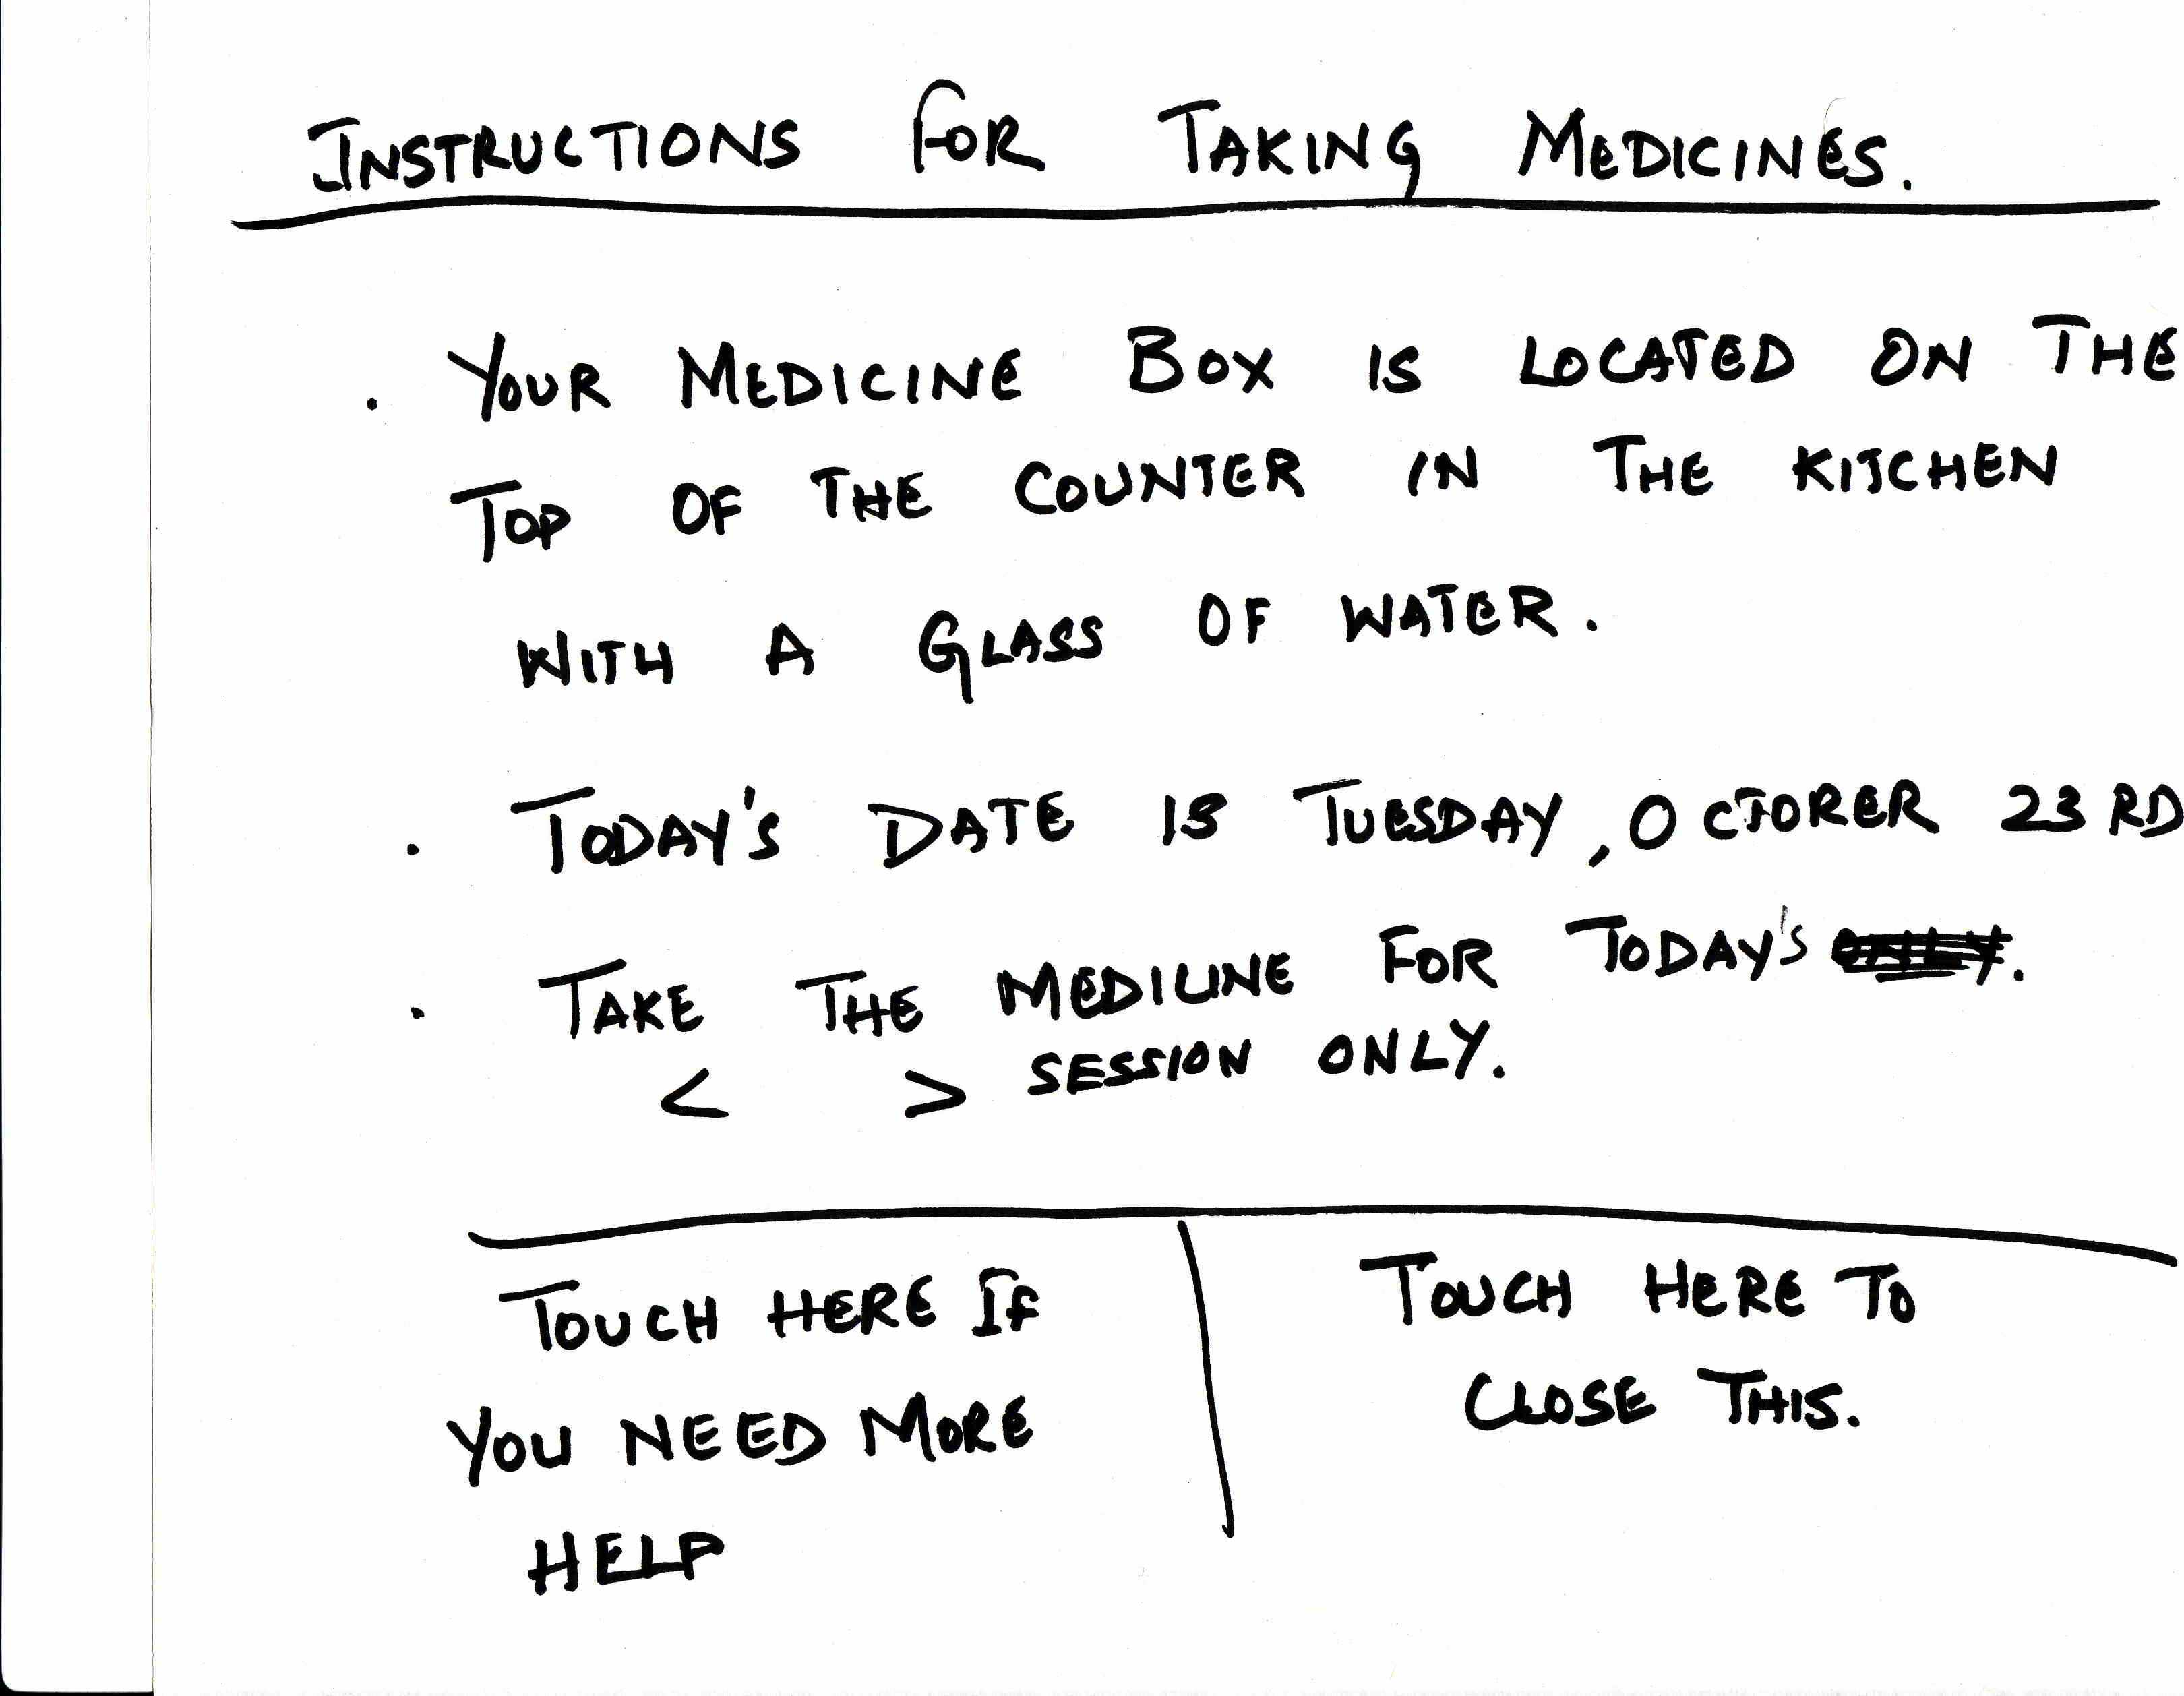 INSTRUCTIONS FOR TAKING MEDICINES.
. YOUR MEDICINE BOX IS LOCATED ON THE
TOP OF THE COUNTER IN THE KITCHEN
WITH A GLASS OF WATER.
. TODAY'S DATE IS TUESDAY, OCTORER 23RD
. TAKE THE MEDICINE FOR TODAY'S .
< > SESSION ONLY.
TOUCH HERE IF
YOU NEED MORE
HELP
TOUCH HERE TO
CLOSE THIS.